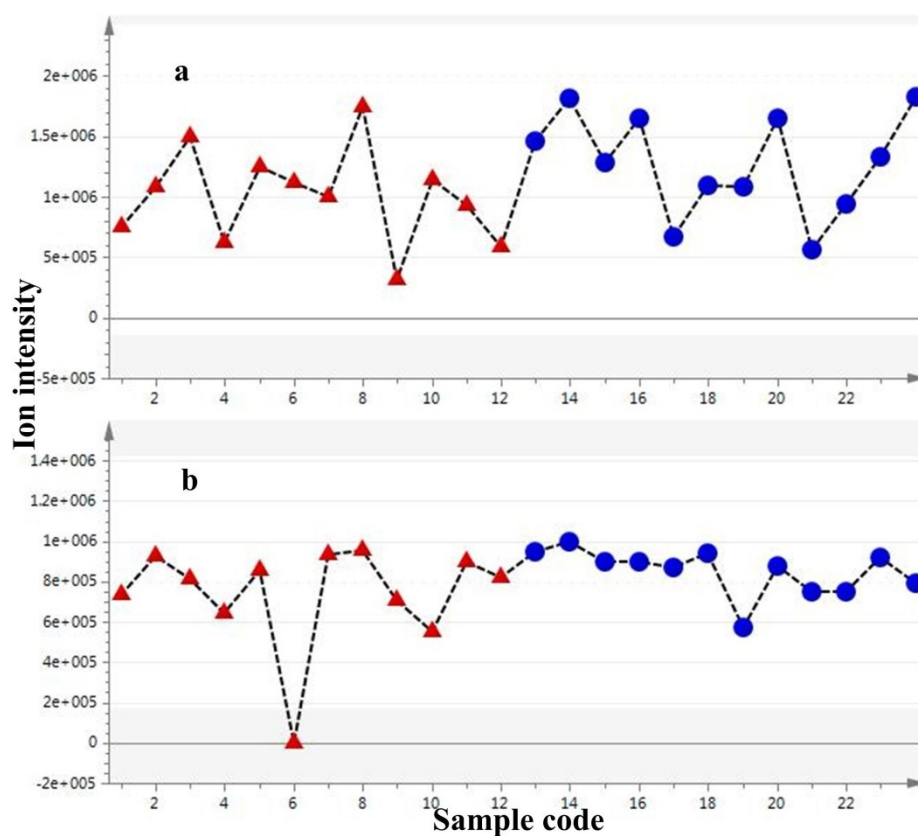 a
2e+006
1.5e+006
1e+006
5e+005
0
-5e+005
2 4 6 8 10 12 14 16 18 20 22
Ion intensity
b
1.4e+006
1.2e+006
1e+006
8e+005
6e+005
4e+005
2e+005
0
-2e+005
2 4 6 8 10 12 14 16 18 20 22
Sample code